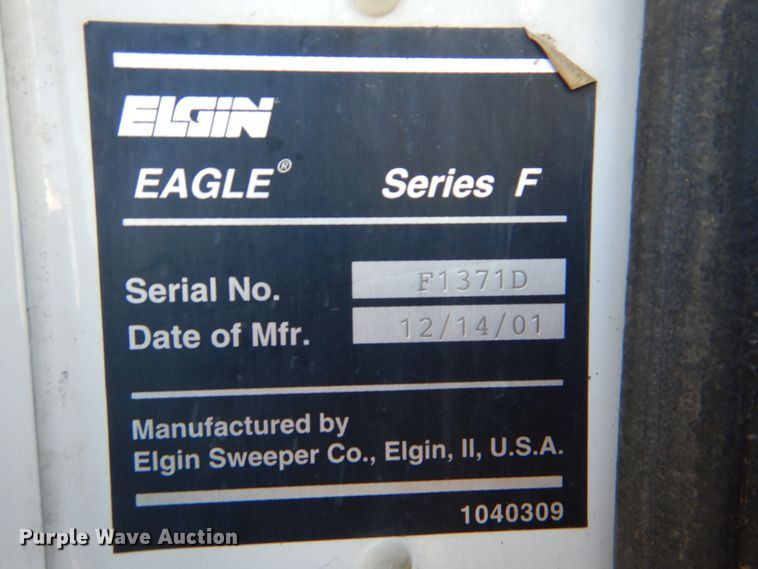 ELGIN
EAGLE® Series F
Serial No. F1371D
Date of Mfr. 12/14/01
Manufactured by
Elgin Sweeper Co., Elgin, Il, U.S.A.
1040309
Purple Wave Auction